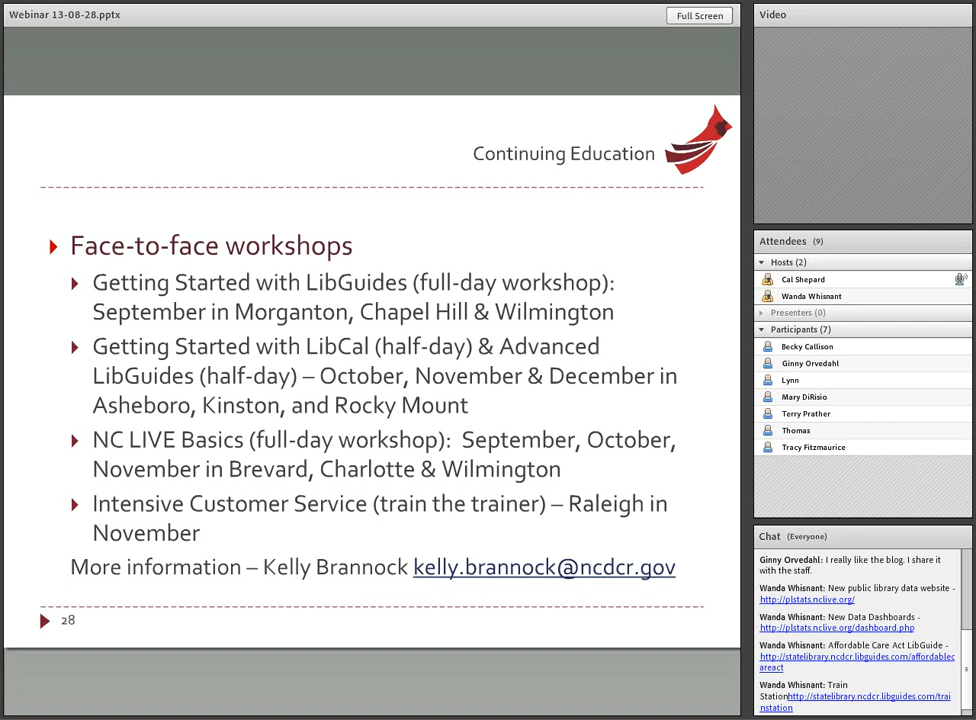 Webinar 13-08-28.pptx
Full Screen
Continuing Education
Face-to-face workshops
Getting Started with LibGuides (full-day workshop):
September in Morganton, Chapel Hill & Wilmington
Getting Started with LibCal (half-day) & Advanced
LibGuides (half-day) – October, November & December in
Asheboro, Kinston, and Rocky Mount
NC LIVE Basics (full-day workshop):  September, October,
November in Brevard, Charlotte & Wilmington
Intensive Customer Service (train the trainer) – Raleigh in
November
More information – Kelly Brannock kelly.brannock@ncdcr.gov
28
Video
Attendees (9)
Hosts (2)
Cal Shepard
Wanda Whisnant
Presenters (0)
Participants (7)
Becky Callison
Ginny Orvedahl
Lynn
Mary DiRisio
Terry Prather
Thomas
Tracy Fitzmaurice
Chat (Everyone)
Ginny Orvedahl: I really like the blog. I share it
with the staff.
Wanda Whisnant: New public library data website -
http://plstats.nclive.org/
Wanda Whisnant: New Data Dashboards -
http://plstats.nclive.org/dashboard.php
Wanda Whisnant: Affordable Care Act LibGuide -
http://statelibrary.ncdcr.libguides.com/affordablec
areact
Wanda Whisnant: Train
Stationhttp://statelibrary.ncdcr.libguides.com/trai
nstation